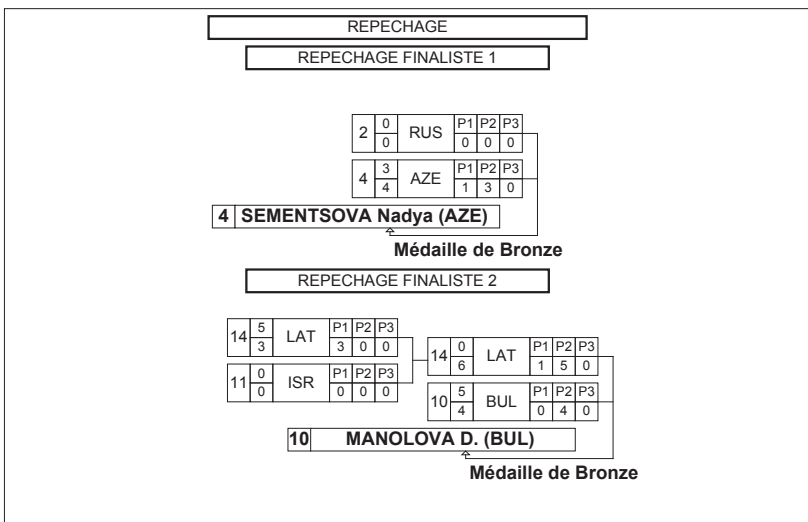 REPECHAGE
REPECHAGE FINALISTE 1
2 0 0 RUS P1 P2 P3 0 0 0
4 3 4 AZE P1 P2 P3 1 3 0
4 SEMENTSOVA Nadya (AZE)
Médaille de Bronze
REPECHAGE FINALISTE 2
14 5 3 LAT P1 P2 P3 3 0 0
11 0 0 ISR P1 P2 P3 0 0 0
14 0 6 LAT P1 P2 P3 1 5 0
10 5 4 BUL P1 P2 P3 0 4 0
10 MANOLOVA D. (BUL)
Médaille de Bronze